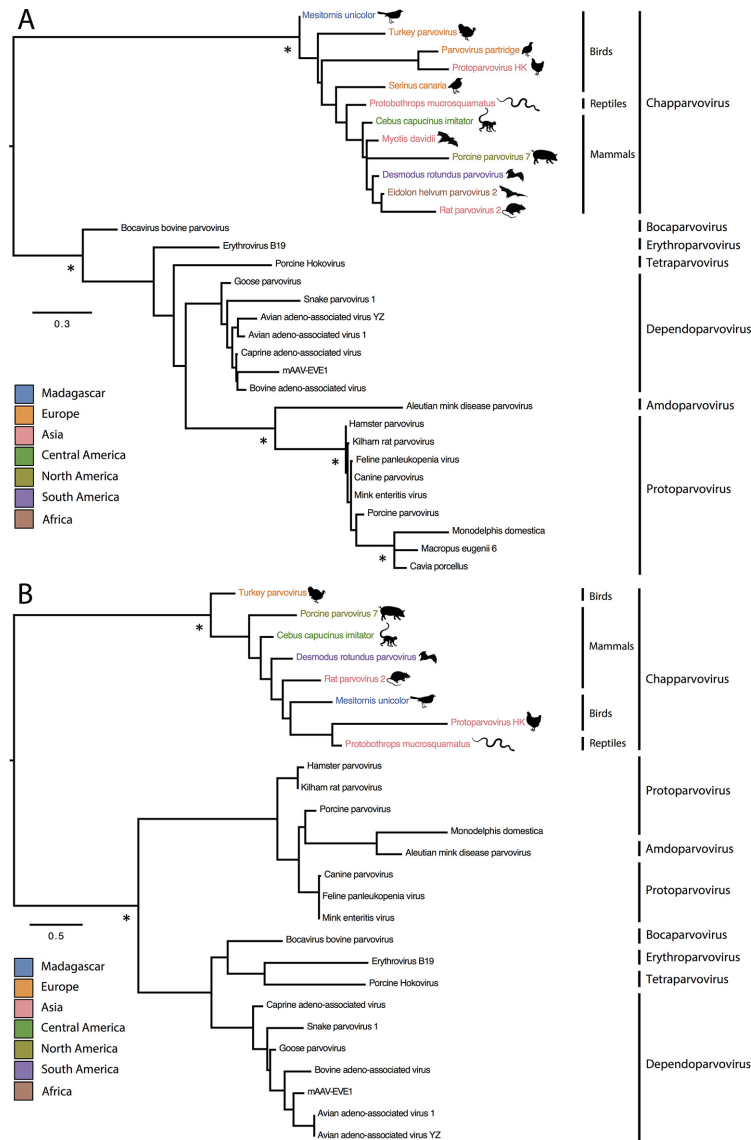 A
Mesitornis unicolor
Turkey parvovirus
Parvovirus partridge
Protoparvovirus HK
Serinus canaria
Protobothrops mucrosquamatus
Cebus capucinus imitator
Myotis davidii
Porcine parvovirus 7
Desmodus rotundus parvovirus
Eidolon helvum parvovirus 2
Rat parvovirus 2
Birds
Reptiles
Mammals
Chapparvovirus
*
Bocavirus bovine parvovirus
Bocaparvovirus
Erythrovirus B19
Erythroparvovirus
*
Porcine Hokovirus
Tetraparvovirus
Goose parvovirus
Snake parvovirus 1
Avian adeno-associated virus YZ
Avian adeno-associated virus 1
Caprine adeno-associated virus
mAAV-EVE1
Bovine adeno-associated virus
Dependoparvovirus
0.3
Aleutian mink disease parvovirus
Amdoparvovirus
*
Hamster parvovirus
Kilham rat parvovirus
Feline panleukopenia virus
*
Canine parvovirus
Mink enteritis virus
Porcine parvovirus
Monodelphis domestica
Macropus eugenii 6
*
Cavia porcellus
Protoparvovirus
Madagascar
Europe
Asia
Central America
North America
South America
Africa
B
Turkey parvovirus
Porcine parvovirus 7
*
Cebus capucinus imitator
Desmodus rotundus parvovirus
Rat parvovirus 2
Mesitornis unicolor
Protoparvovirus HK
Protobothrops mucrosquamatus
Birds
Mammals
Birds
Reptiles
Chapparvovirus
Hamster parvovirus
Kilham rat parvovirus
Protoparvovirus
Porcine parvovirus
Monodelphis domestica
Aleutian mink disease parvovirus
Amdoparvovirus
Canine parvovirus
Feline panleukopenia virus
Mink enteritis virus
Protoparvovirus
*
0.5
Bocavirus bovine parvovirus
Bocaparvovirus
Erythrovirus B19
Erythroparvovirus
Porcine Hokovirus
Tetraparvovirus
Caprine adeno-associated virus
Snake parvovirus 1
Goose parvovirus
Bovine adeno-associated virus
mAAV-EVE1
Avian adeno-associated virus 1
Avian adeno-associated virus YZ
Dependoparvovirus
Madagascar
Europe
Asia
Central America
North America
South America
Africa